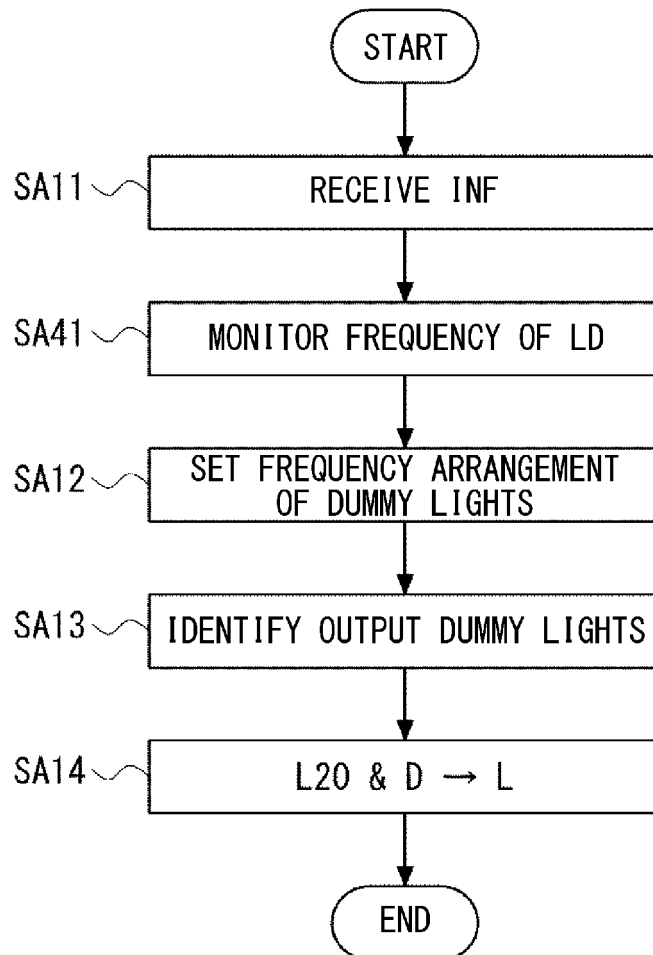 START
SA11
RECEIVE INF
SA41
MONITOR FREQUENCY OF LD
SA12
SET FREQUENCY ARRANGEMENT
OF DUMMY LIGHTS
SA13
IDENTIFY OUTPUT DUMMY LIGHTS
SA14
L20 & D → L
END